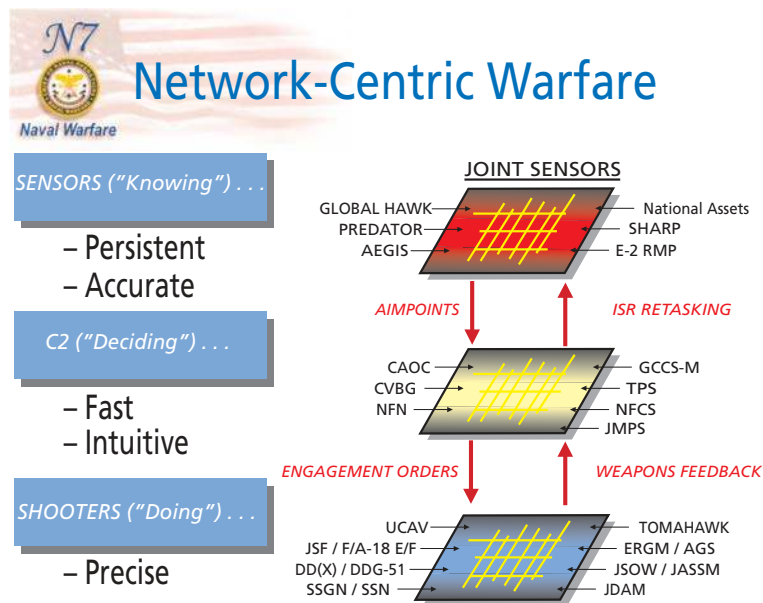 N7
Naval Warfare
Network-Centric Warfare
SENSORS ("Knowing") . . .
– Persistent
– Accurate
C2 ("Deciding") . . .
– Fast
– Intuitive
SHOOTERS ("Doing") . . .
– Precise
JOINT SENSORS
GLOBAL HAWK
PREDATOR
AEGIS
National Assets
SHARP
E-2 RMP
AIMPOINTS
ISR RETASKING
CAOC
CVBG
NFN
GCCS-M
TPS
NFCS
JMPS
ENGAGEMENT ORDERS
WEAPONS FEEDBACK
UCAV
JSF / F/A-18 E/F
DD(X) / DDG-51
SSGN / SSN
TOMAHAWK
ERGM / AGS
JSOW / JASSM
JDAM